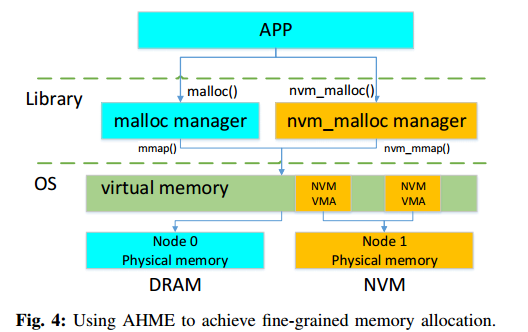 APP
malloc()
nvm_malloc()
Library
malloc manager
nvm_malloc manager
mmap()
nvm_mmap()
OS
virtual memory
NVM
VMA
NVM
VMA
Node 0
Physical memory
Node 1
Physical memory
DRAM
NVM
Fig. 4: Using AHME to achieve fine-grained memory allocation.